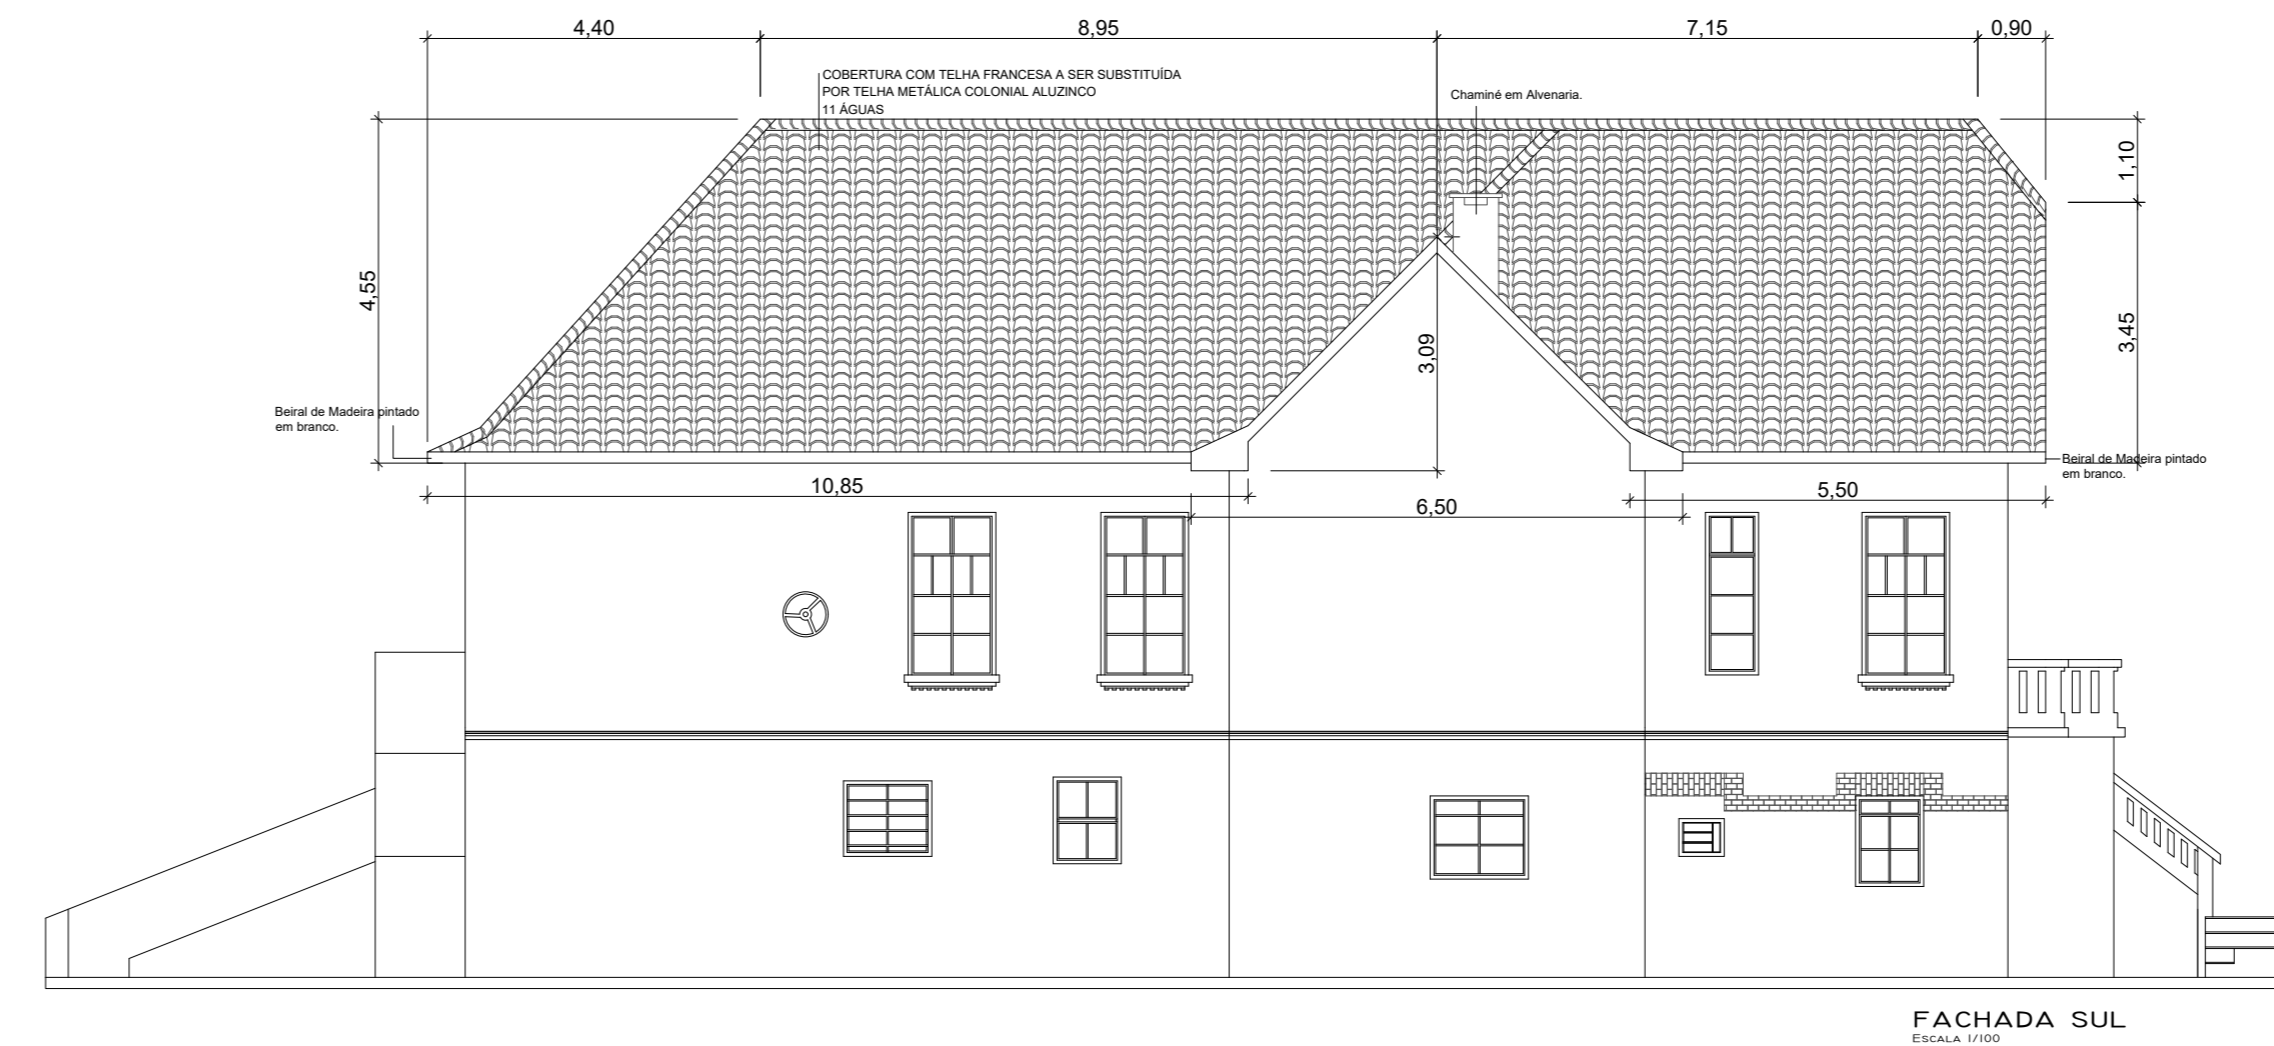 4,40
8,95
7,15
0,90
COBERTURA COM TELHA FRANCESA A SER SUBSTITUÍDA
POR TELHA METÁLICA COLONIAL ALUZINCO
11 ÁGUAS
Chaminé em Alvenaria.
1,10
4,55
3,45
3,09
Beiral de Madeira pintado
em branco.
Beiral de Madeira pintado
em branco.
10,85
6,50
5,50
FACHADA SUL
ESCALA 1/100